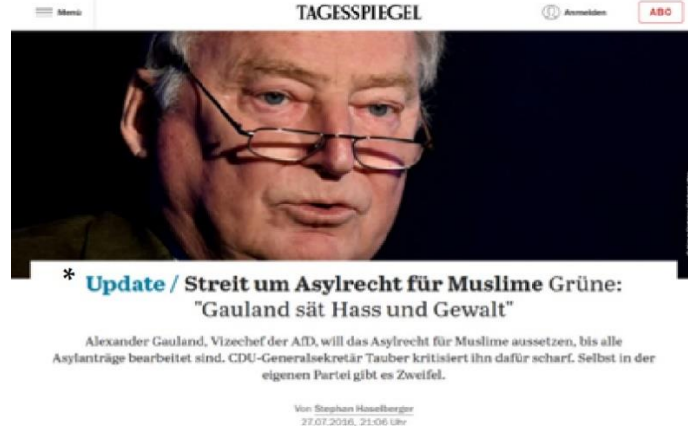 Menü TAGESSPIEGEL Anmelden ABO
* Update / Streit um Asylrecht für Muslime Grüne:
"Gauland sät Hass und Gewalt"
Alexander Gauland, Vizechef der AfD, will das Asylrecht für Muslime aussetzen, bis alle
Asylanträge bearbeitet sind. CDU-Generalsekretär Tauber kritisiert ihn dafür scharf. Selbst in der
eigenen Partei gibt es Zweifel.
Von Stephan Haselberger
27.07.2016, 21:06 Uhr